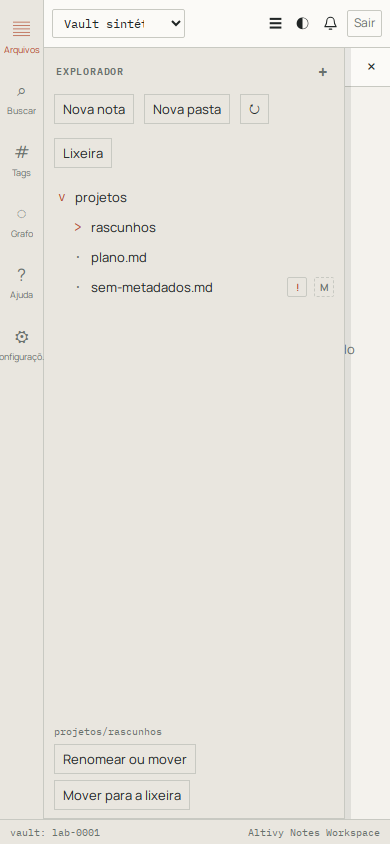 Vault sintét
Sair
Arquivos
Buscar
Tags
Grafo
Ajuda
onfiguraçõ
EXPLORADOR
+
Nova nota
Nova pasta
Lixeira
projetos
rascunhos
plano.md
sem-metadados.md
! M
lo
projetos/rascunhos
Renomear ou mover
Mover para a lixeira
vault: lab-0001
Altivy Notes Workspace